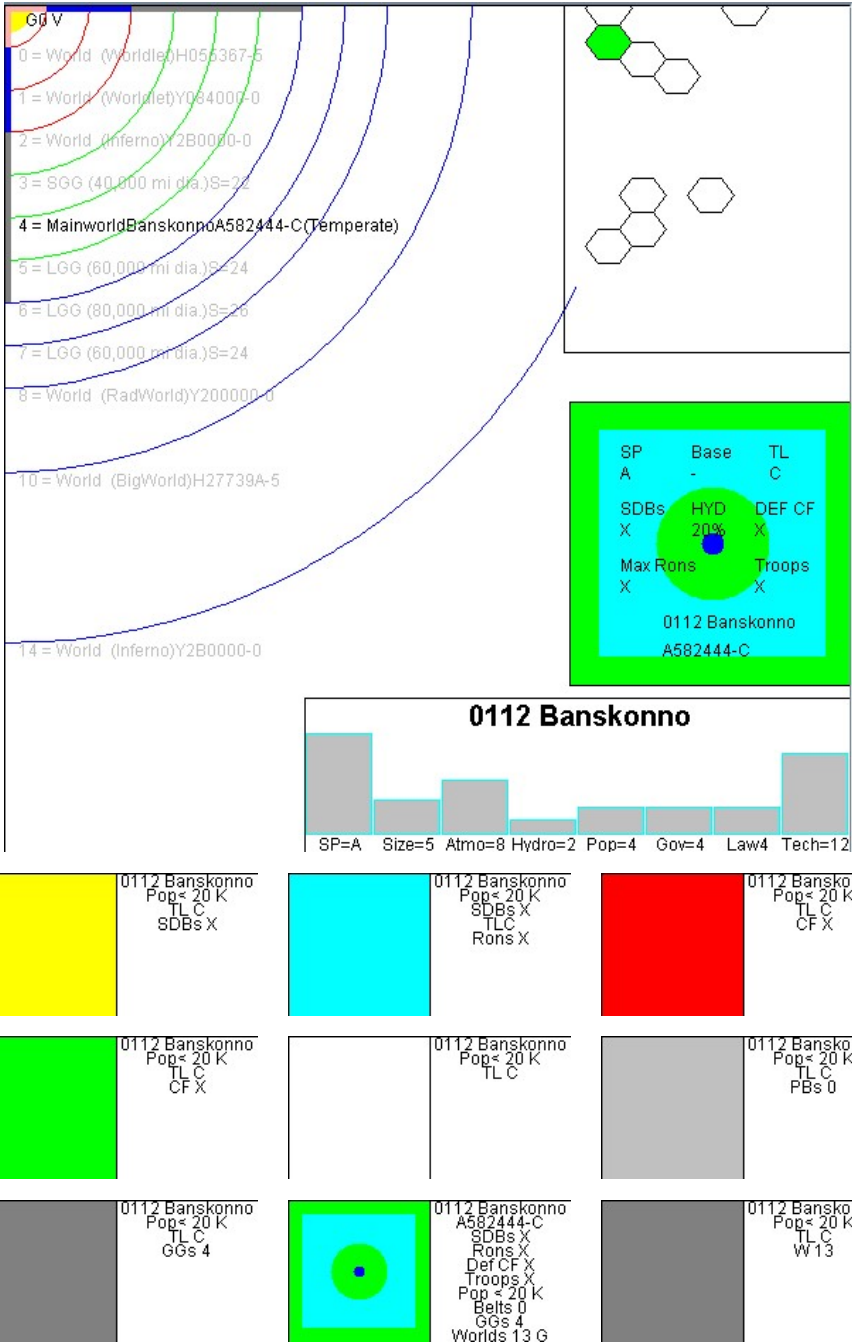 G0 V
0 = World (Worldlet)H055367-5
1 = World (Worldlet)Y084000-0
2 = World (Inferno)Y2B0000-0
3 = SGG (40,000 mi dia.)S=22
4 = MainworldBanskonnoA582444-C(Temperate)
5 = LGG (60,000 mi dia.)S=24
6 = LGG (80,000 mi dia.)S=26
7 = LGG (60,000 mi dia.)S=24
8 = World (RadWorld)Y200000-0
10 = World (BigWorld)H27739A-5
14 = World (Inferno)Y2B0000-0
SP Base TL
A - C
SDBs HYD DEF CF
X 20% X
Max Rons Troops
X X
0112 Banskonno
A582444-C
0112 Banskonno
SP=A Size=5 Atmo=8 Hydro=2 Pop=4 Gov=4 Law4 Tech=12
0112 Banskonno
Pop< 20 K
TL C
SDBs X
0112 Banskonno
Pop< 20 K
SDBs X
TLC
Rons X
0112 Bansko
Pop< 20 K
TL C
CF X
0112 Banskonno
Pop< 20 K
TL C
CF X
0112 Banskonno
Pop< 20 K
TL C
0112 Bansko
Pop< 20 K
TL C
PBs 0
0112 Banskonno
Pop< 20 K
TL C
GGs 4
0112 Banskonno
A582444-C
SDBs X
Rons X
Def CF X
Troops X
Pop < 20 K
Belts 0
GGs 4
Worlds 13 G
0112 Bansko
Pop< 20 K
TL C
W 13